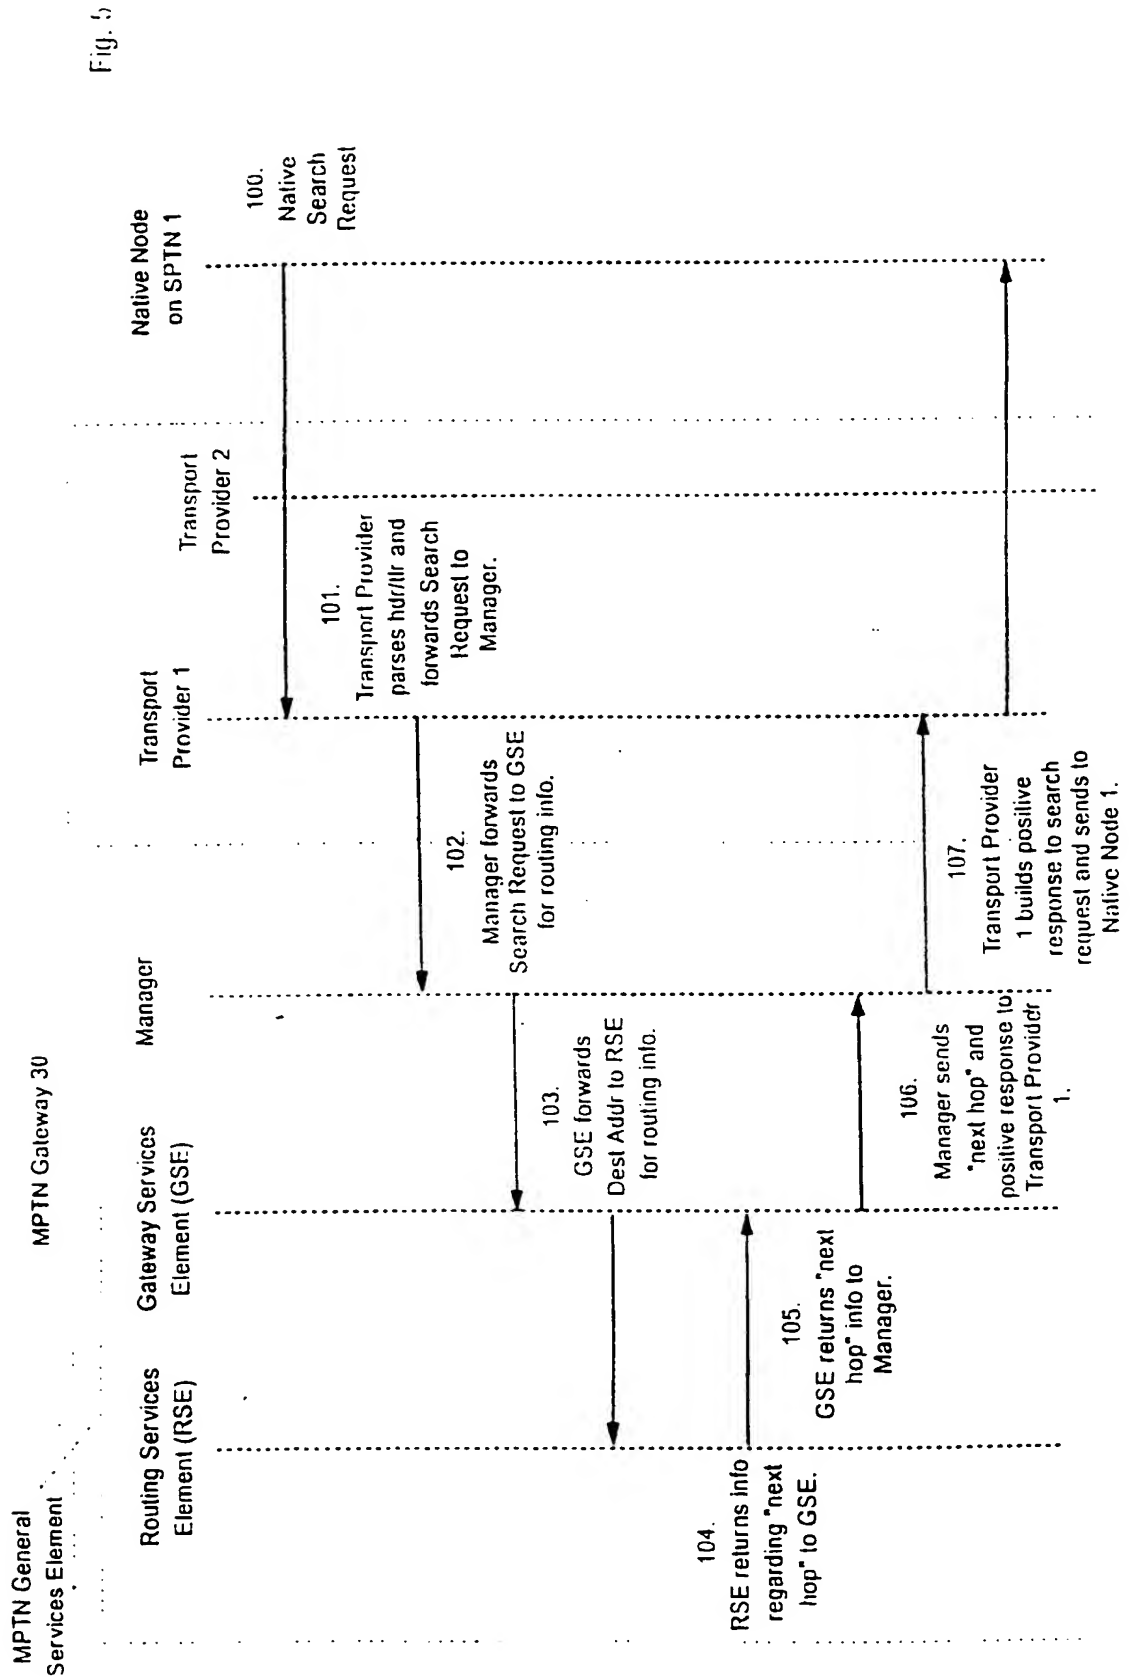 Fig. 5
MPTN General
Services Element
MPTN Gateway 30
Routing Services
Element (RSE)
Gateway Services
Element (GSE)
Manager
Transport
Provider 1
Transport
Provider 2
Native Node
on SPTN 1
100.
Native
Search
Request
101.
Transport Provider
parses hdr/tlr and
forwards Search
Request to
Manager.
102.
Manager forwards
Search Request to GSE
for routing info.
103.
GSE forwards
Dest Addr to RSE
for routing info.
104.
RSE returns info
regarding "next
hop" to GSE.
105.
GSE returns "next
hop" info to
Manager.
106.
Manager sends
"next hop" and
positive response to
Transport Providdr
1.
107.
Transport Provider
1 builds positive
response to search
request and sends to
Native Node 1.